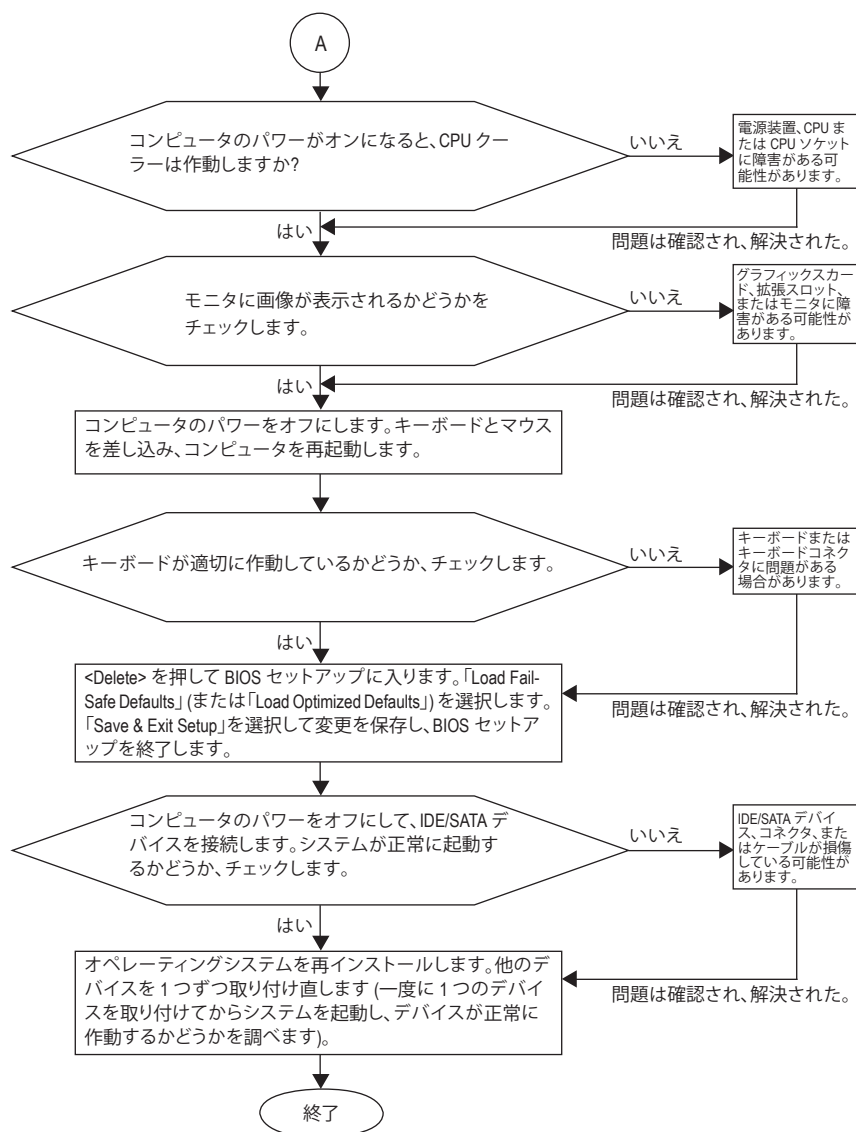 A
コンピュータのパワーがオンになると、CPU クー
ラーは作動しますか?
いいえ
電源装置、CPU ま
たは CPU ソケット
に障害がある可
能性があります。
はい
問題は確認され、解決された。
モニタに画像が表示されるかどうかを
チェックします。
いいえ
グラフィックスカー
ド、拡張スロット、
またはモニタに障
害がある可能性が
あります。
はい
問題は確認され、解決された。
コンピュータのパワーをオフにします。キーボードとマウス
を差し込み、コンピュータを再起動します。
キーボードが適切に作動しているかどうか、チェックします。
いいえ
キーボードまたは
キーボードコネク
タに問題がある
場合があります。
はい
<Delete> を押して BIOS セットアップに入ります。「Load Fail-
Safe Defaults」 (または「Load Optimized Defaults」) を選択します。
「Save & Exit Setup」を選択して変更を保存し、BIOS セットア
ップを終了します。
問題は確認され、解決された。
コンピュータのパワーをオフにして、IDE/SATA デ
バイスを接続します。システムが正常に起動す
るかどうか、チェックします。
いいえ
IDE/SATA デバイ
ス、コネクタ、また
はケーブルが損傷
している可能性が
あります。
はい
オペレーティングシステムを再インストールします。他のデ
バイスを 1 つずつ取り付け直します (一度に 1 つのデバイ
スを取り付けてからシステムを起動し、デバイスが正常に
作動するかどうかを調べます)。
問題は確認され、解決された。
終了